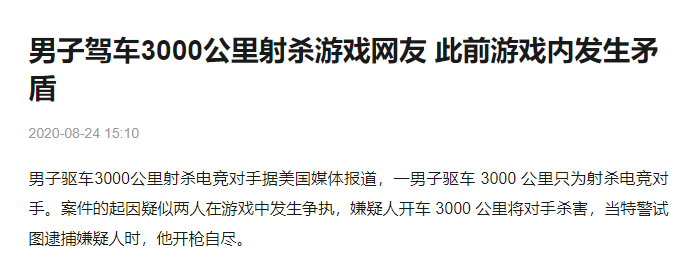 男子驾车3000公里射杀游戏网友 此前游戏内发生矛
盾
2020-08-24 15:10
男子驱车3000公里射杀电竞对手据美国媒体报道，一男子驱车 3000 公里只为射杀电竞对
手。案件的起因疑似两人在游戏中发生争执，嫌疑人开车 3000 公里将对手杀害，当特警试
图逮捕嫌疑人时，他开枪自尽。